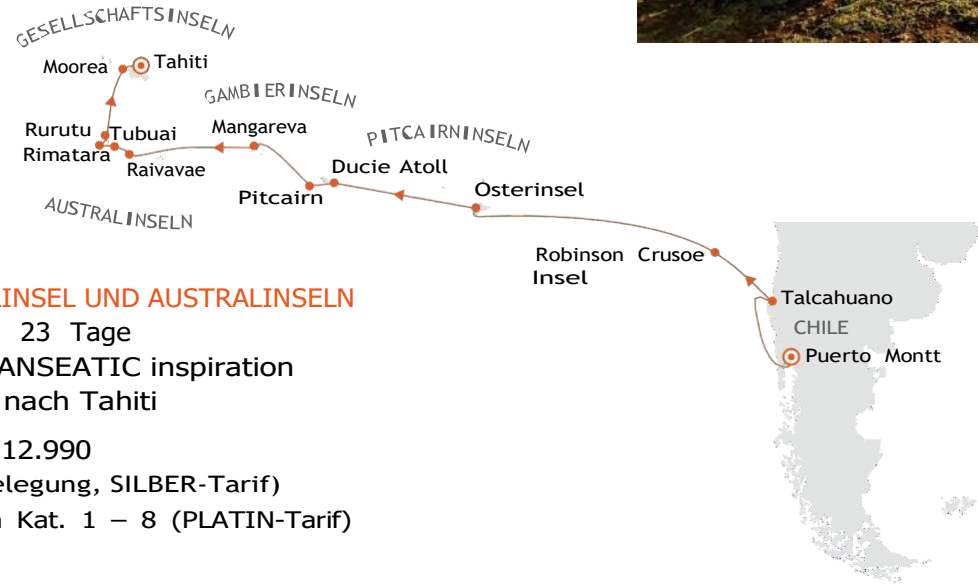 GESELLSCHAFTSINSELN
Moorea
Tahiti
GAMBIERINSELN
Rurutu
Tubuai
Mangareva
PITCAIRNINSELN
Rimatara
Raivavae
Ducie Atoll
Pitcairn
Osterinsel
AUSTRALINSELN
Robinson Crusoe
Insel
INSEL UND AUSTRALINSELN
Talcahuano
23 Tage
CHILE
ANSEATIC inspiration
Puerto Montt
nach Tahiti
12.990
elegung, SILBER-Tarif)
Kat. 1 – 8 (PLATIN-Tarif)